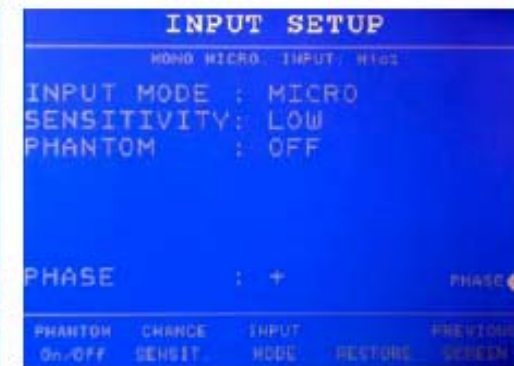 INPUT SETUP
MONO MICRO. INPUT: Mic1
INPUT MODE : MICRO
SENSITIVITY: LOW
PHANTOM : OFF
PHASE : + PHASE
PHANTOM CHANGE INPUT PREVIOUS
On/Off SENSIT. MODE RESTORE SCREEN